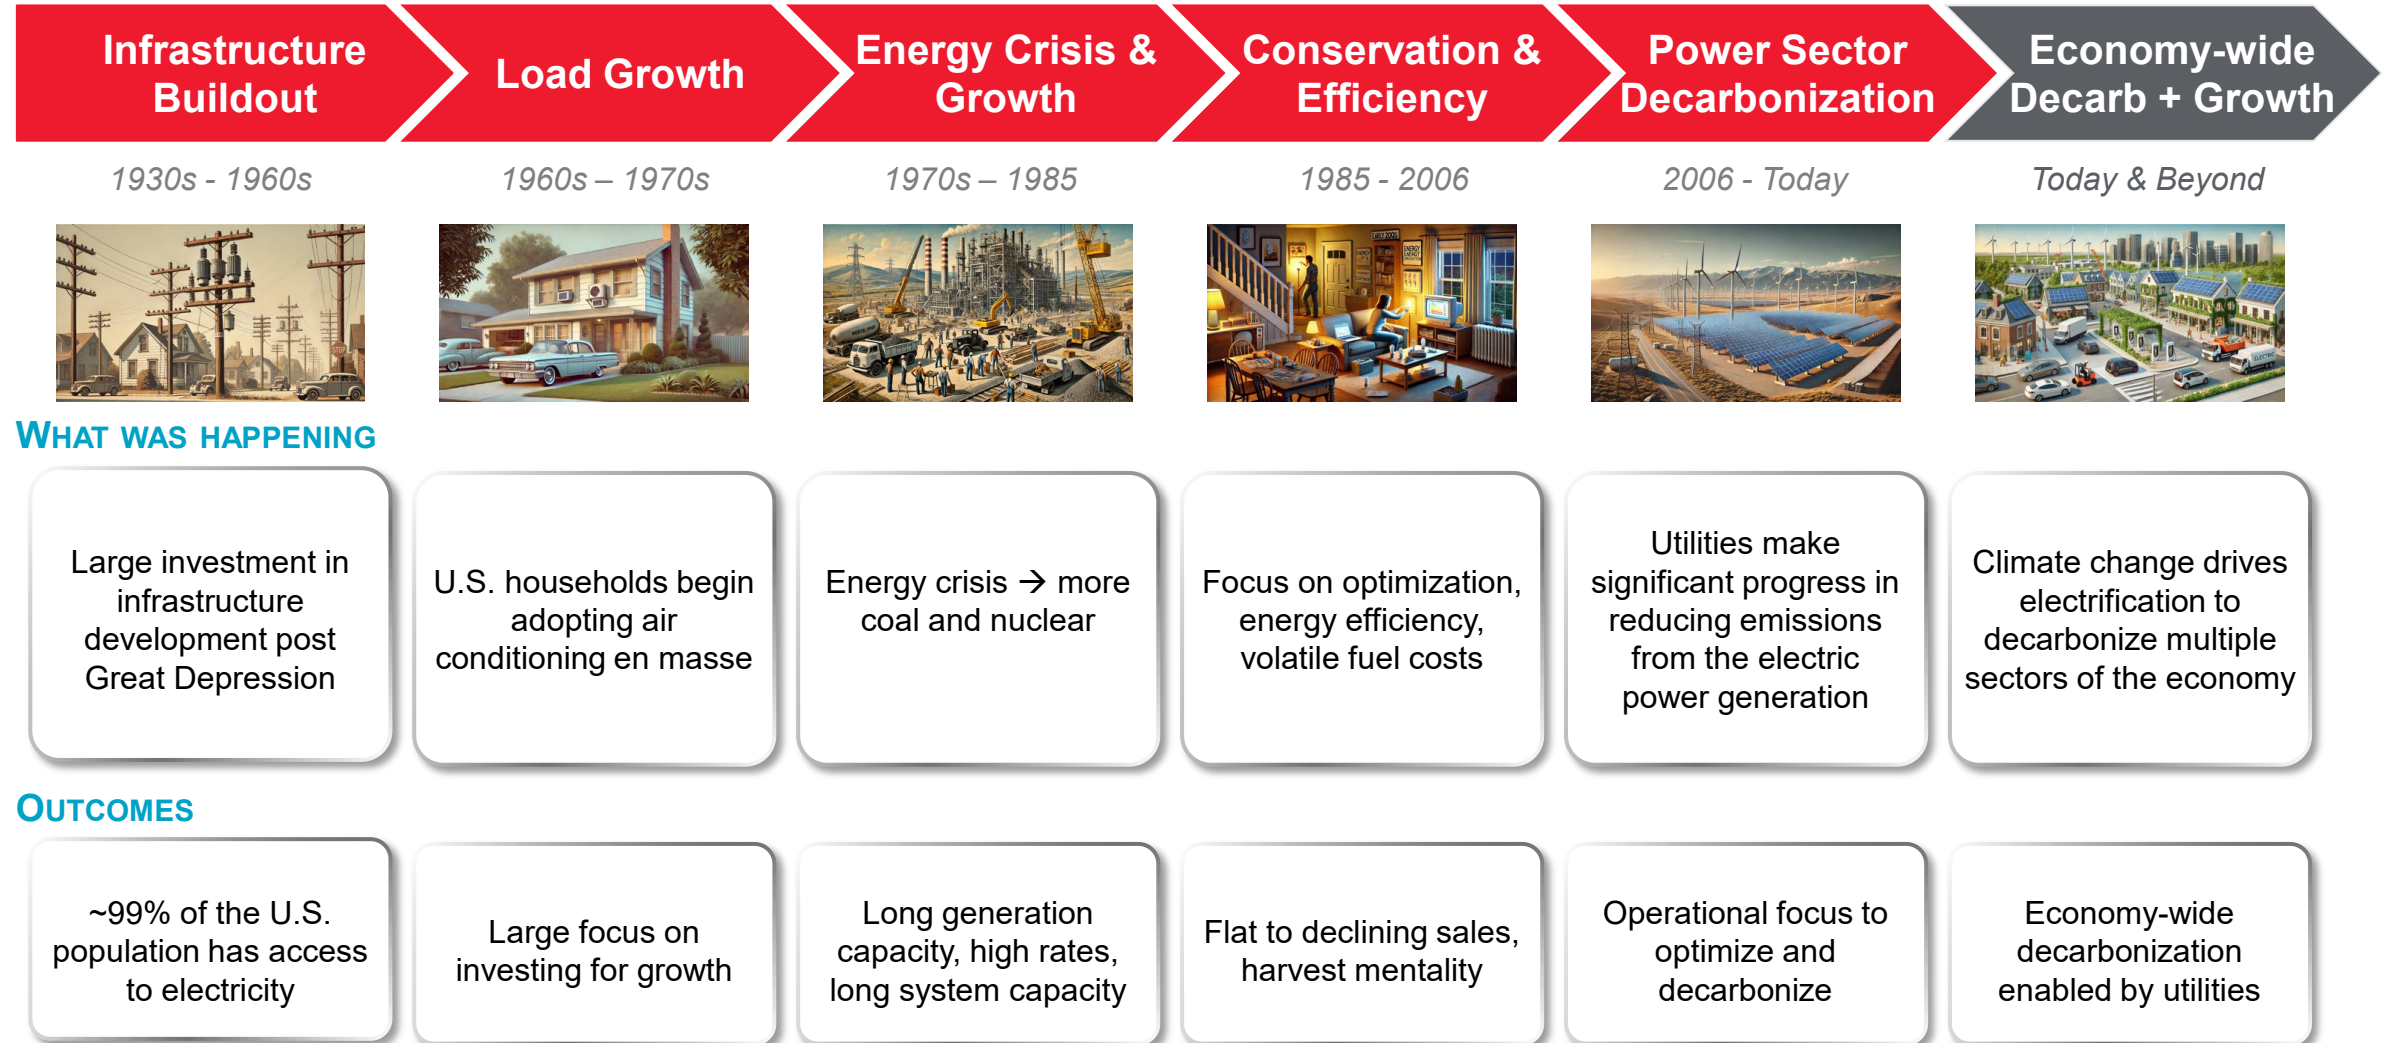 Infrastructure
Buildout
Load Growth
Energy Crisis &
Growth
Conservation &
Efficiency
Power Sector
Decarbonization
Economy-wide
Decarb + Growth
1930s - 1960s
1960s – 1970s
1970s – 1985
1985 - 2006
2006 - Today
Today & Beyond
STOP
EARLY 2006
ELECTRIC
WHAT WAS HAPPENING
Large investment in
infrastructure
development post
Great Depression
U.S. households begin
adopting air
conditioning en masse
Energy crisis → more
coal and nuclear
Focus on optimization,
energy efficiency,
volatile fuel costs
Utilities make
significant progress in
reducing emissions
from the electric
power generation
Climate change drives
electrification to
decarbonize multiple
sectors of the economy
OUTCOMES
~99% of the U.S.
population has access
to electricity
Large focus on
investing for growth
Long generation
capacity, high rates,
long system capacity
Flat to declining sales,
harvest mentality
Operational focus to
optimize and
decarbonize
Economy-wide
decarbonization
enabled by utilities